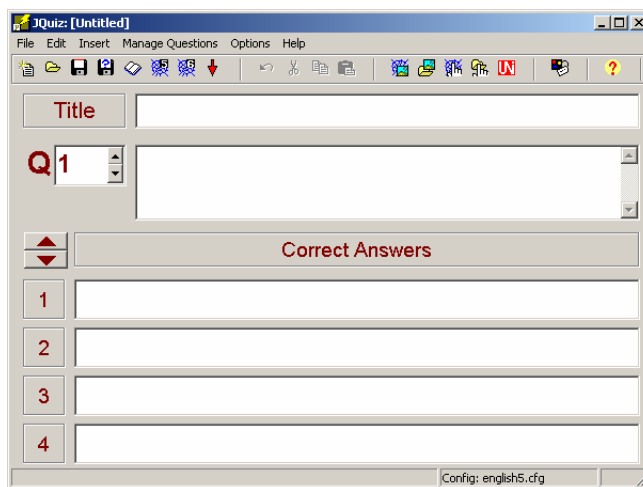 JQuiz: [Untitled]
File Edit Insert Manage Questions Options Help
Title
Q 1
Correct Answers
1
2
3
4
Config: english5.cfg